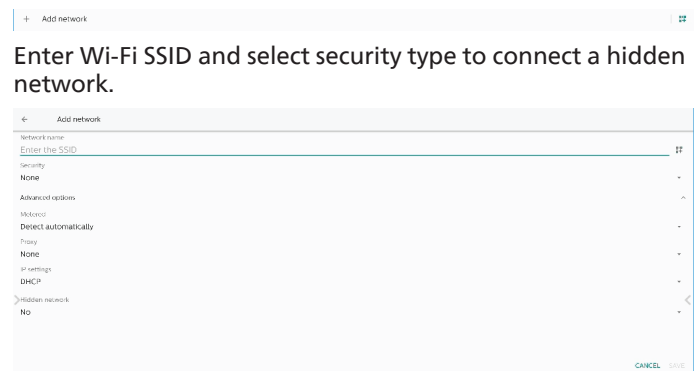 Add network
Enter Wi-Fi SSID and select security type to connect a hidden
network.
Add network
Network name
Enter the SSID
Security
None
Advanced options
Metered
Detect automatically
Proxy
None
IP settings
DHCP
Hidden network
No
CANCEL SAVE